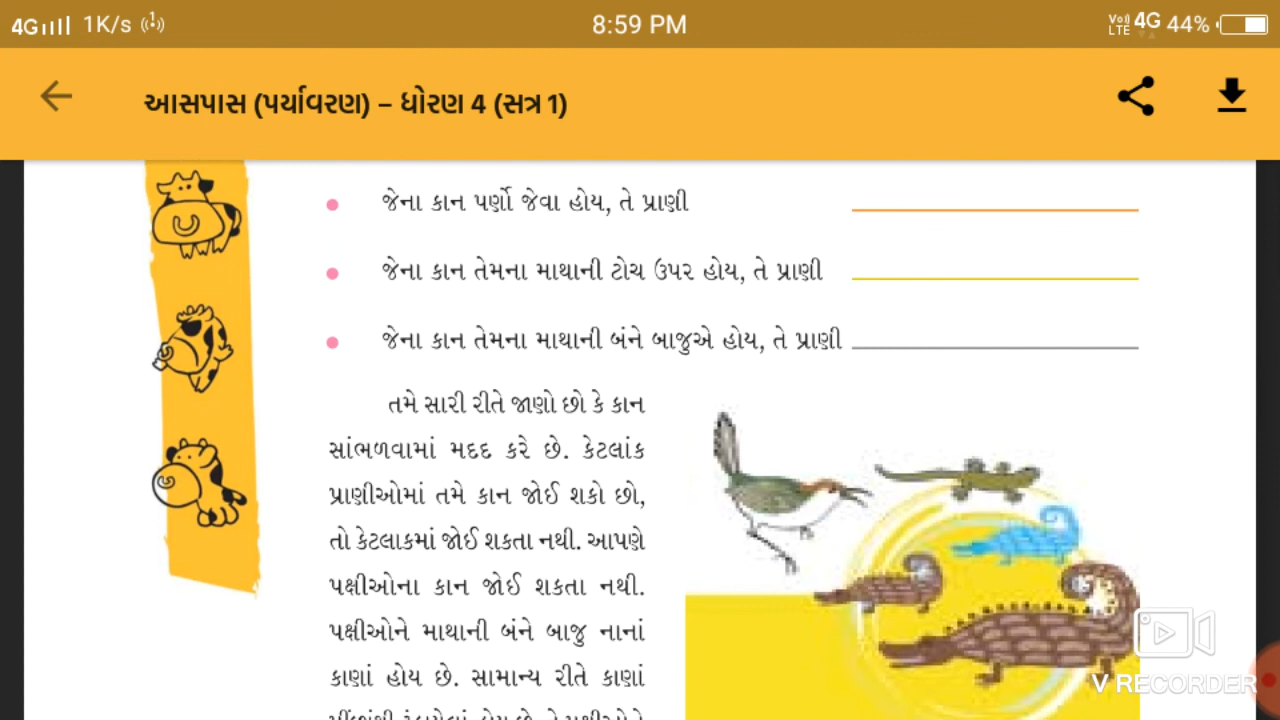 4G 1K/s 8:59 PM Vo)) LTE 4G 44%
આસપાસ (પર્યાવરણ) – ધોરણ 4 (સત્ર 1)
જેના કાન પર્ણો જેવા હોય, તે પ્રાણી
જેના કાન તેમના માથાની ટોચ ઉપર હોય, તે પ્રાણી
જેના કાન તેમના માથાની બંને બાજુએ હોય, તે પ્રાણી
તમે સારી રીતે જાણો છો કે કાન
સાંભળવામાં મદદ કરે છે. કેટલાંક
પ્રાણીઓમાં તમે કાન જોઈ શકો છો,
તો કેટલાકમાં જોઈ શકતા નથી. આપણે
પક્ષીઓના કાન જોઈ શકતા નથી.
પક્ષીઓને માથાની બંને બાજુ નાનાં
કાણાં હોય છે. સામાન્ય રીતે કાણાં
V RECORDER